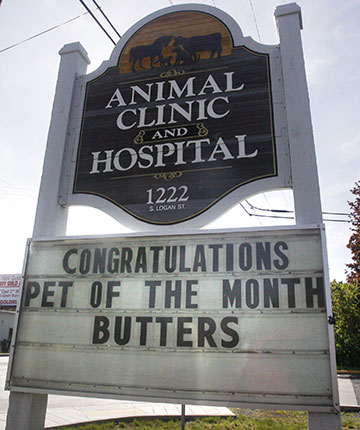 ANIMAL
CLINIC
AND
HOSPITAL
1222
S. LOGAN ST.
CONGRATULATIONS
PET OF THE MONTH
BUTTERS